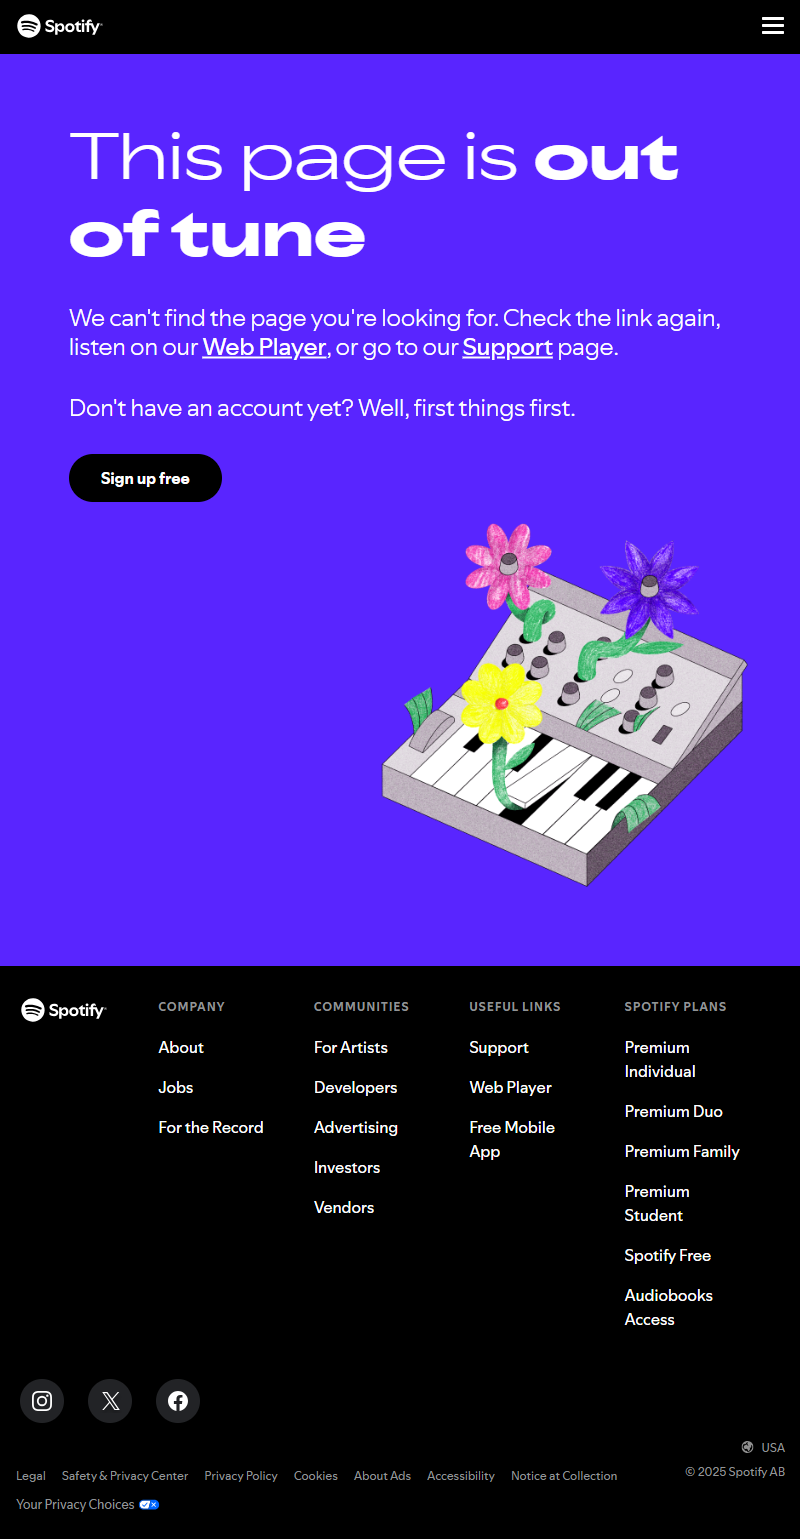 Spotify
This page is out
of tune
We can't find the page you're looking for. Check the link again,
listen on our Web Player, or go to our Support page.
Don't have an account yet? Well, first things first.
Sign up free
Spotify
COMPANY
About
Jobs
For the Record
COMMUNITIES
For Artists
Developers
Advertising
Investors
Vendors
USEFUL LINKS
Support
Web Player
Free Mobile
App
SPOTIFY PLANS
Premium
Individual
Premium Duo
Premium Family
Premium
Student
Spotify Free
Audiobooks
Access
USA
Legal Safety & Privacy Center Privacy Policy Cookies About Ads Accessibility Notice at Collection
Your Privacy Choices
© 2025 Spotify AB